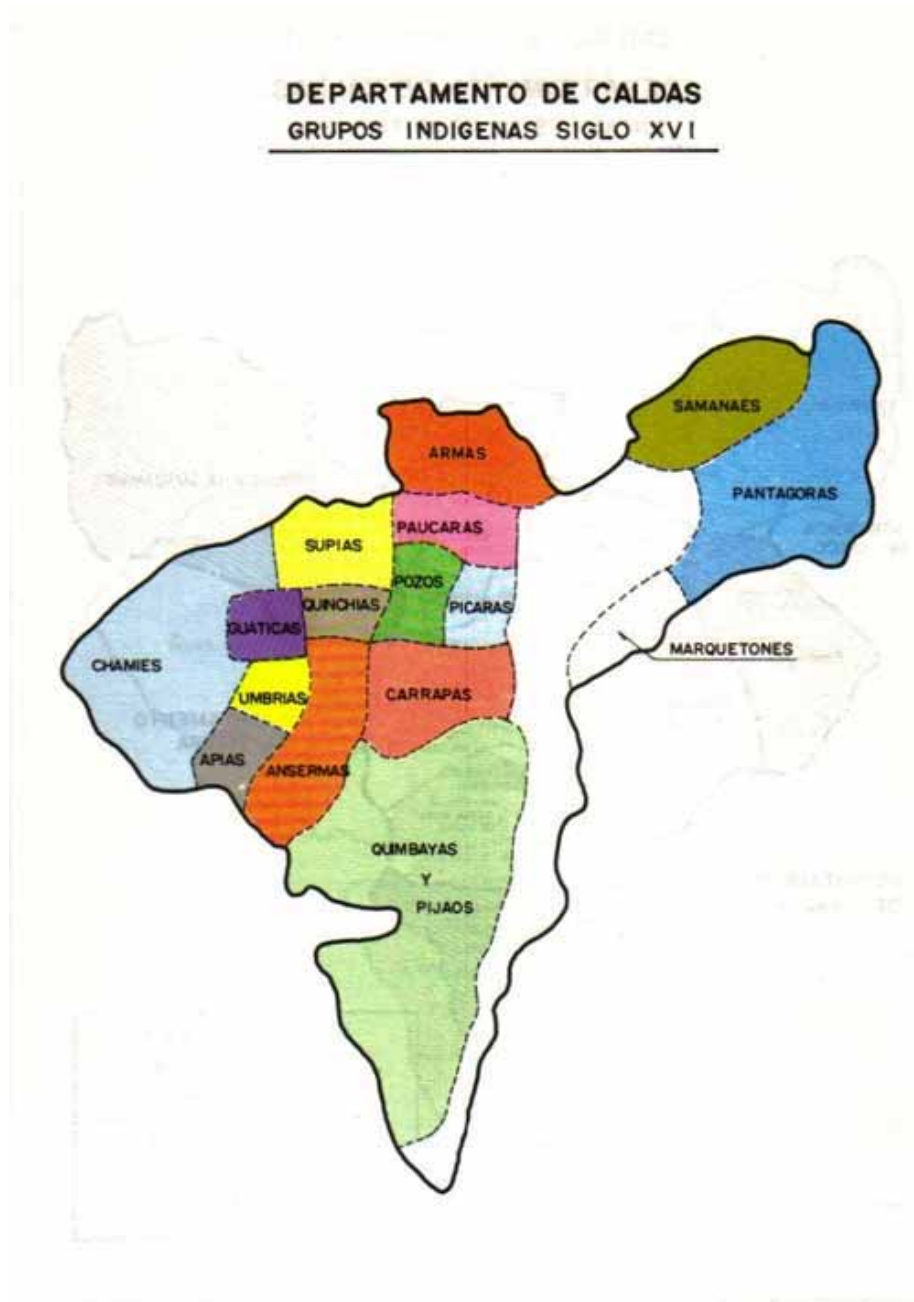 DEPARTAMENTO DE CALDAS
GRUPOS INDIGENAS SIGLO XVI
SAMANAES
ARMAS
PANTAGORAS
PAUCARAS
SUPIAS
POZOS
QUINCHIAS
PICARAS
GUATICAS
MARQUETONES
CHAMIES
UMBRIAS
CARRAPAS
APIAS
ANSERMAS
QUIMBAYAS
Y
PIJAOS